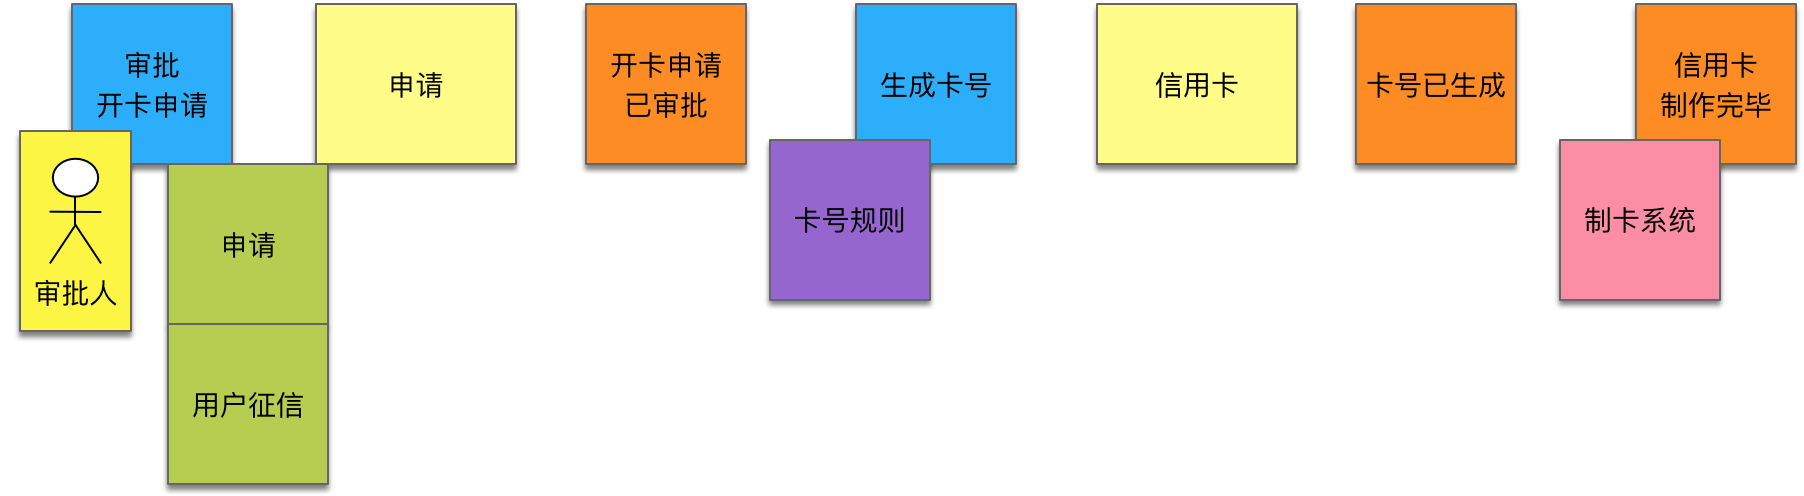 审批
开卡申请
申请
开卡申请
已审批
生成卡号
信用卡
卡号已生成
信用卡
制作完毕
审批人
申请
用户征信
卡号规则
制卡系统